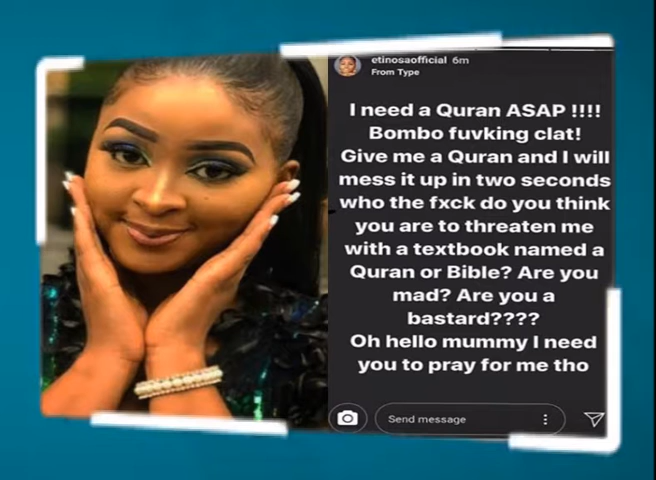 etinosaofficial 6m
From Type
I need a Quran ASAP !!!!
Bombo fuvking clat!
Give me a Quran and I will
mess it up in two seconds
who the fxck do you think
you are to threaten me
with a textbook named a
Quran or Bible? Are you
mad? Are you a
bastard????
Oh hello mummy I need
you to pray for me tho
Send message